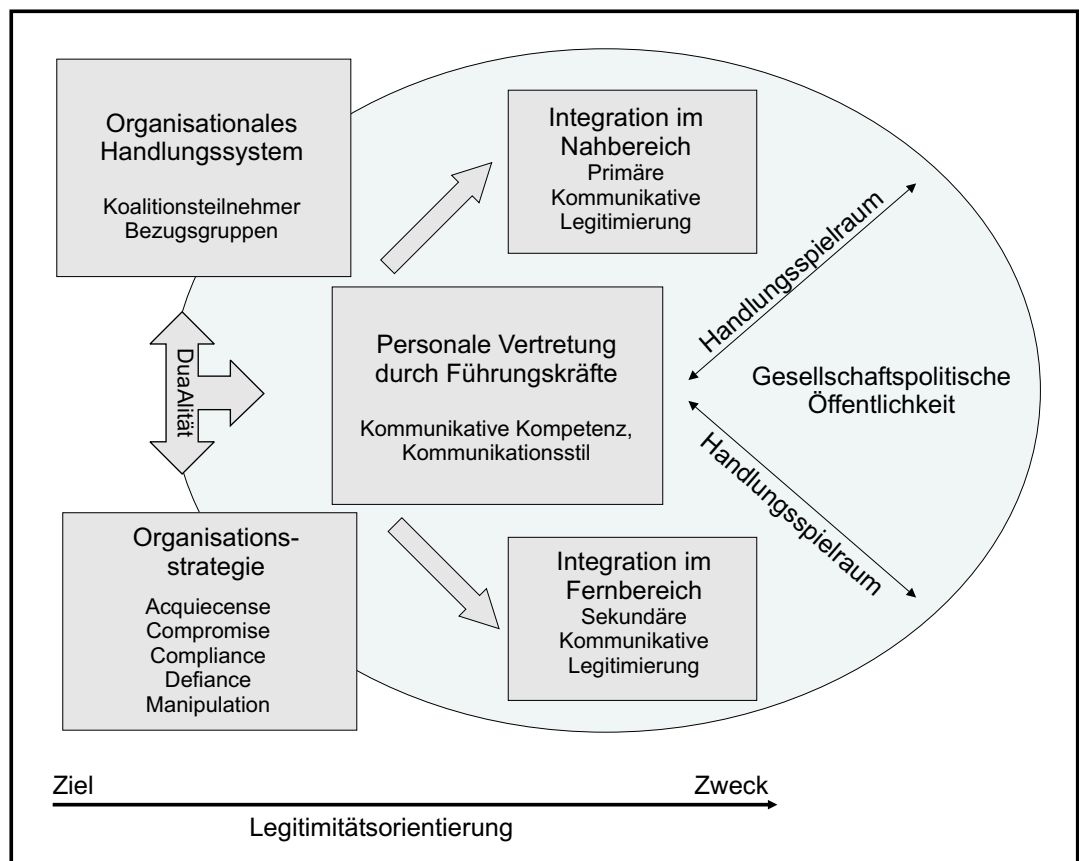 Organisationales
Handlungssystem
Koalitionsteilnehmer
Bezugsgruppen
Integration im
Nahbereich
Primäre
Kommunikative
Legitimierung
DuaAlität
Personale Vertretung
durch Führungskräfte
Kommunikative Kompetenz,
Kommunikationsstil
Handlungsspielraum
Gesellschaftspolitische
Öffentlichkeit
Handlungsspielraum
Organisations-
strategie
Acquiecense
Compromise
Compliance
Defiance
Manipulation
Integration im
Fernbereich
Sekundäre
Kommunikative
Legitimierung
Ziel
Zweck
Legitimitätsorientierung